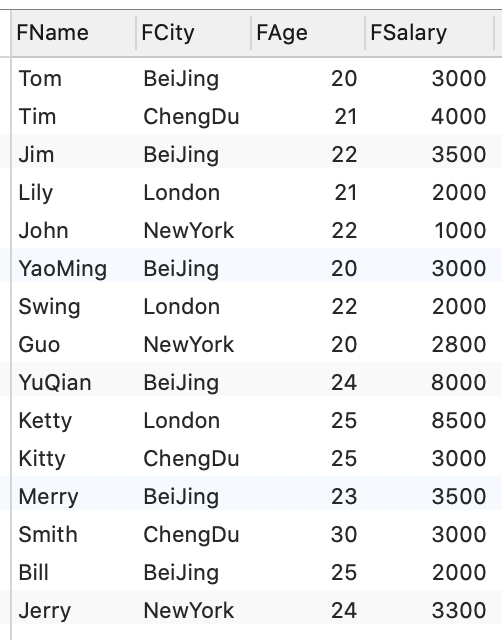 FName FCity FAge FSalary
Tom BeiJing 20 3000
Tim ChengDu 21 4000
Jim BeiJing 22 3500
Lily London 21 2000
John NewYork 22 1000
YaoMing BeiJing 20 3000
Swing London 22 2000
Guo NewYork 20 2800
YuQian BeiJing 24 8000
Ketty London 25 8500
Kitty ChengDu 25 3000
Merry BeiJing 23 3500
Smith ChengDu 30 3000
Bill BeiJing 25 2000
Jerry NewYork 24 3300